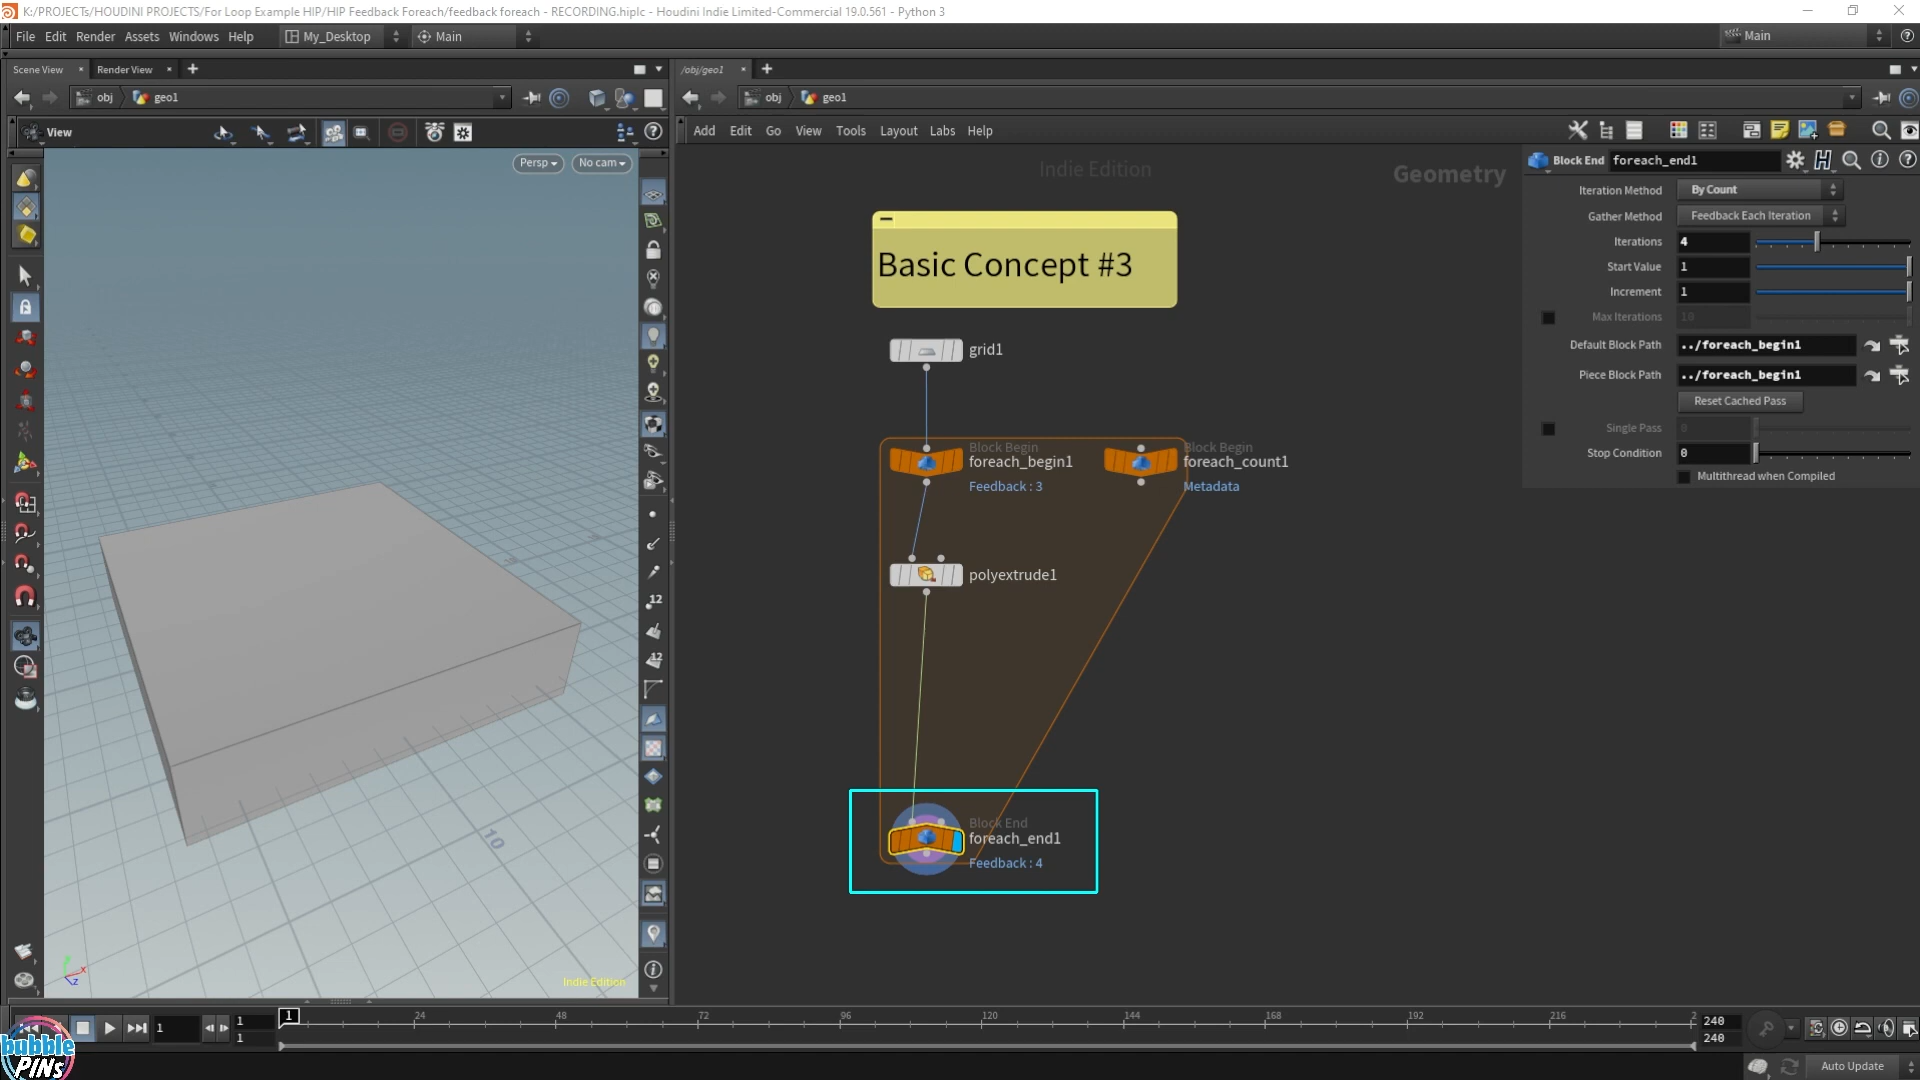 K:/PROJECTs/HOUDINI PROJECTS/For Loop Example HIP/HIP Feedback Foreach/feedback foreach - RECORDING.hiplc - Houdini Indie Limited-Commercial 19.0.561 - Python 3
File Edit Render Assets Windows Help My_Desktop Main Main
Scene View Render View /obj/geo1
obj geo1 obj geo1
View Add Edit Go View Tools Layout Labs Help
Persp No cam
Indie Edition Geometry
Block End foreach_end1
Iteration Method By Count
Gather Method Feedback Each Iteration
Iterations 4
Start Value 1
Increment 1
Max Iterations 10
Default Block Path ../foreach_begin1
Piece Block Path ../foreach_begin1
Reset Cached Pass
Single Pass 0
Stop Condition 0
Multithread when Compiled
Basic Concept #3
grid1
Block Begin
foreach_begin1
Feedback : 3
Block Begin
foreach_count1
Metadata
polyextrude1
Block End
foreach_end1
Feedback : 4
12
12
10
x
z
Indie Edition
1 1 1 24 48 72 96 120 144 168 192 216 2 240
1 240
bubble
PINs
Auto Update